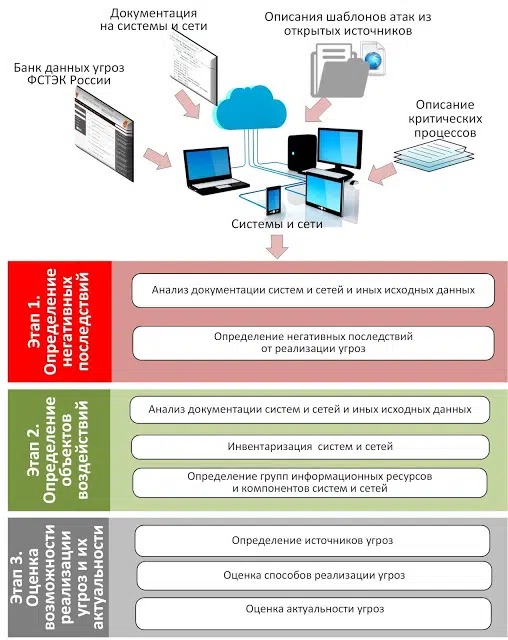 Документация
на системы и сети
Описания шаблонов атак из
открытых источников
Банк данных угроз
ФСТЭК России
Описание
критических
процессов
Системы и сети
Этап 1.
Определение
негативных
последствий
Анализ документации систем и сетей и иных исходных данных
Определение негативных последствий
от реализации угроз
Этап 2.
Определение
объектов
воздействий
Анализ документации систем и сетей и иных исходных данных
Инвентаризация систем и сетей
Определение групп информационных ресурсов
и компонентов систем и сетей
Этап 3.
Оценка
возможности
реализации
угроз и их
актуальности
Определение источников угроз
Оценка способов реализации угроз
Оценка актуальности угроз